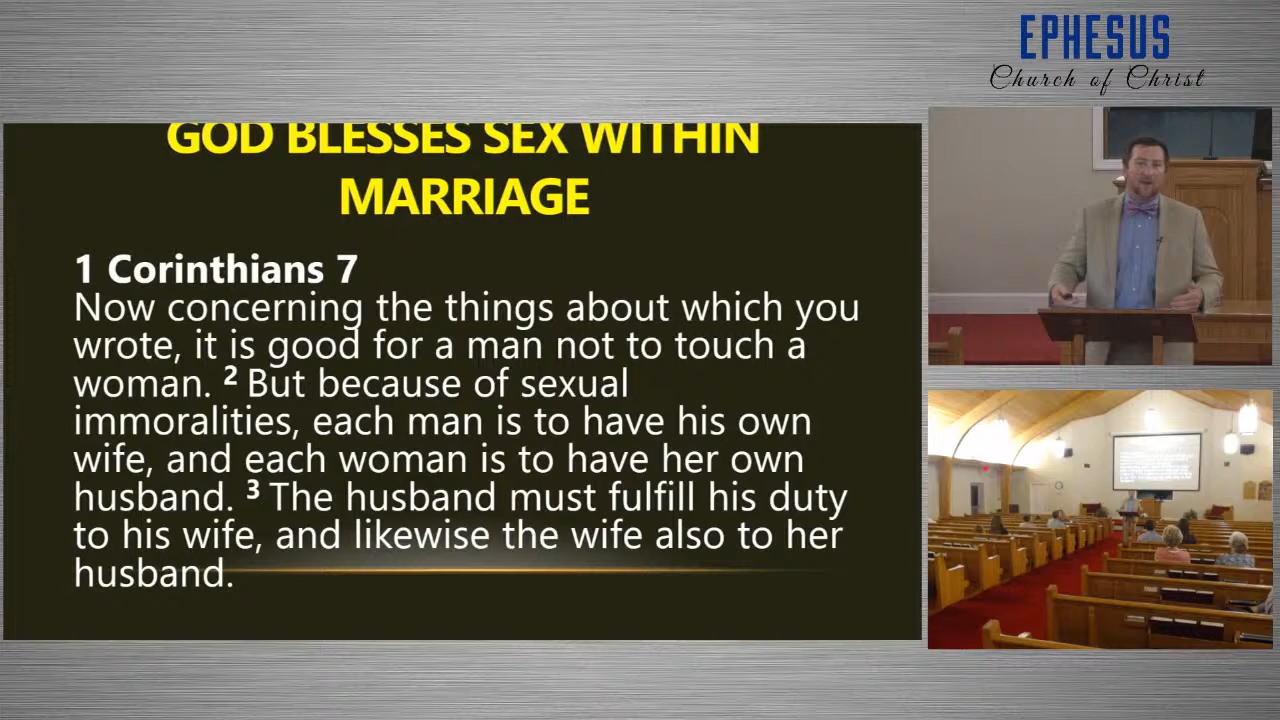 EPHESUS
Church of Christ
GOD BLESSES SEX WITHIN
MARRIAGE
1 Corinthians 7
Now concerning the things about which you
wrote, it is good for a man not to touch a
woman. 2 But because of sexual
immoralities, each man is to have his own
wife, and each woman is to have her own
husband. 3 The husband must fulfill his duty
to his wife, and likewise the wife also to her
husband.